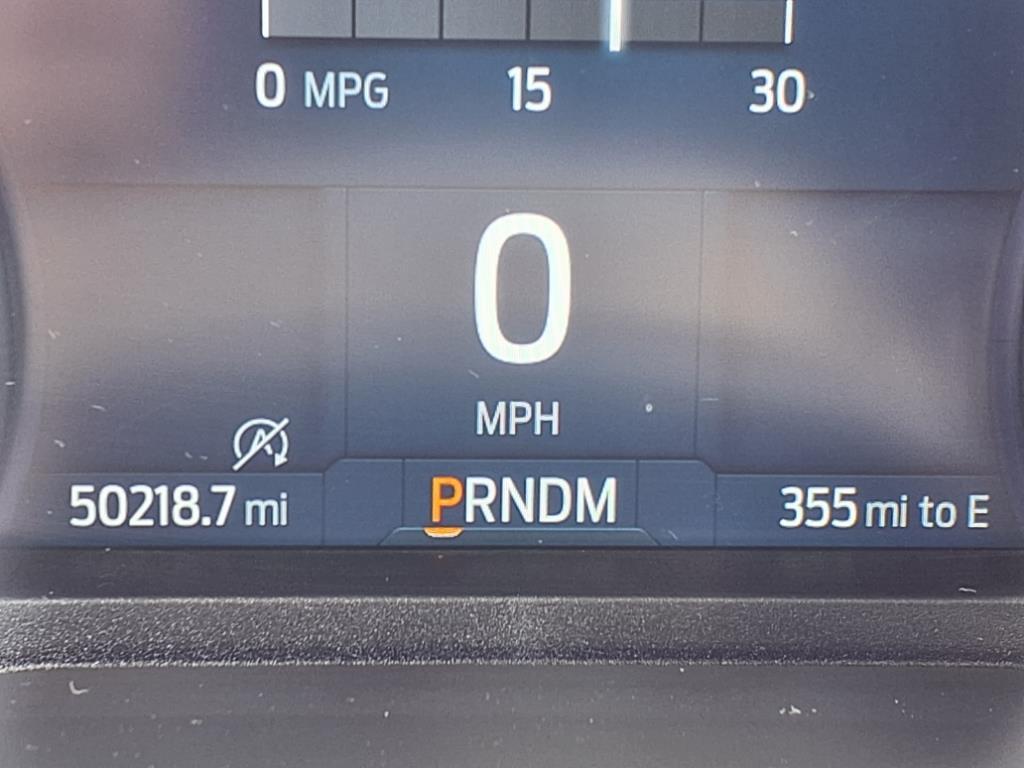 0 MPG 15 30
0
MPH
50218.7 mi PRNDM 355 mi to E